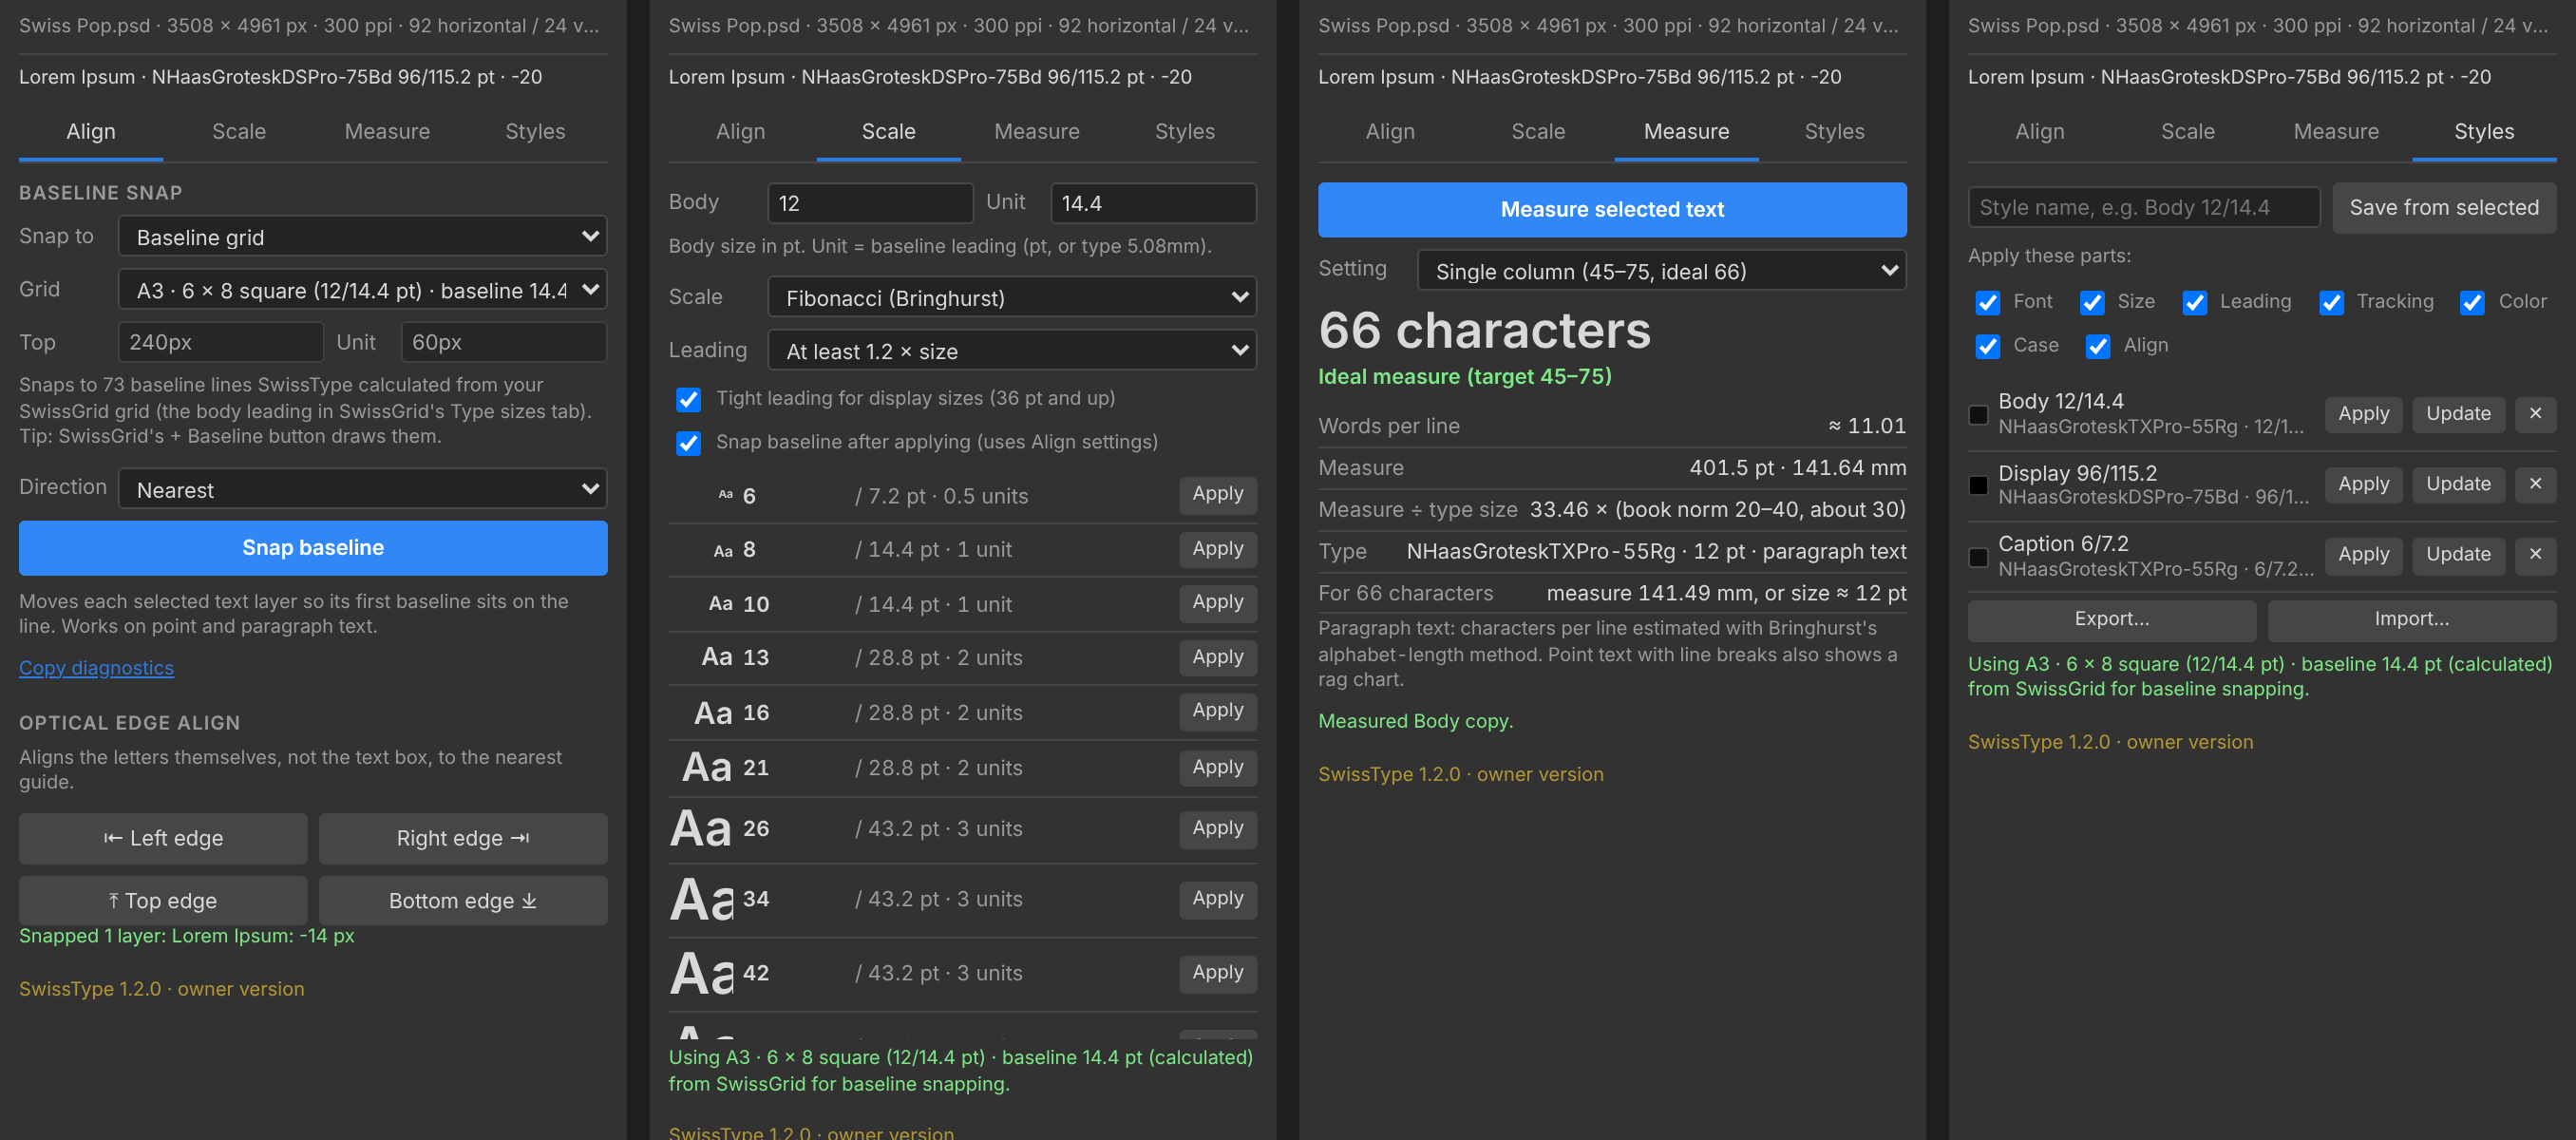 Swiss Pop.psd · 3508 × 4961 px · 300 ppi · 92 horizontal / 24 v...
Lorem Ipsum · NHaasGroteskDSPro-75Bd 96/115.2 pt · -20
Align Scale Measure Styles
BASELINE SNAP
Snap to Baseline grid
Grid A3 · 6 × 8 square (12/14.4 pt) · baseline 14.4
Top 240px Unit 60px
Snaps to 73 baseline lines SwissType calculated from your
SwissGrid grid (the body leading in SwissGrid's Type sizes tab).
Tip: SwissGrid's + Baseline button draws them.
Direction Nearest
Snap baseline
Moves each selected text layer so its first baseline sits on the
line. Works on point and paragraph text.
Copy diagnostics
OPTICAL EDGE ALIGN
Aligns the letters themselves, not the text box, to the nearest
guide.
⇤ Left edge Right edge ⇥
⤒ Top edge Bottom edge ⤓
Snapped 1 layer: Lorem Ipsum: -14 px
SwissType 1.2.0 · owner version
Swiss Pop.psd · 3508 × 4961 px · 300 ppi · 92 horizontal / 24 v...
Lorem Ipsum · NHaasGroteskDSPro-75Bd 96/115.2 pt · -20
Align Scale Measure Styles
Body 12 Unit 14.4
Body size in pt. Unit = baseline leading (pt, or type 5.08mm).
Scale Fibonacci (Bringhurst)
Leading At least 1.2 × size
Tight leading for display sizes (36 pt and up)
Snap baseline after applying (uses Align settings)
Aa 6 / 7.2 pt · 0.5 units Apply
Aa 8 / 14.4 pt · 1 unit Apply
Aa 10 / 14.4 pt · 1 unit Apply
Aa 13 / 28.8 pt · 2 units Apply
Aa 16 / 28.8 pt · 2 units Apply
Aa 21 / 28.8 pt · 2 units Apply
Aa 26 / 43.2 pt · 3 units Apply
Aa 34 / 43.2 pt · 3 units Apply
Aa 42 / 43.2 pt · 3 units Apply
Using A3 · 6 × 8 square (12/14.4 pt) · baseline 14.4 pt (calculated)
from SwissGrid for baseline snapping.
SwissType 1.2.0 · owner version
Swiss Pop.psd · 3508 × 4961 px · 300 ppi · 92 horizontal / 24 v...
Lorem Ipsum · NHaasGroteskDSPro-75Bd 96/115.2 pt · -20
Align Scale Measure Styles
Measure selected text
Setting Single column (45–75, ideal 66)
66 characters
Ideal measure (target 45–75)
Words per line ≈ 11.01
Measure 401.5 pt · 141.64 mm
Measure ÷ type size 33.46 × (book norm 20–40, about 30)
Type NHaasGroteskTXPro-55Rg · 12 pt · paragraph text
For 66 characters measure 141.49 mm, or size ≈ 12 pt
Paragraph text: characters per line estimated with Bringhurst's
alphabet-length method. Point text with line breaks also shows a
rag chart.
Measured Body copy.
SwissType 1.2.0 · owner version
Swiss Pop.psd · 3508 × 4961 px · 300 ppi · 92 horizontal / 24 v...
Lorem Ipsum · NHaasGroteskDSPro-75Bd 96/115.2 pt · -20
Align Scale Measure Styles
Style name, e.g. Body 12/14.4 Save from selected
Apply these parts:
Font Size Leading Tracking Color
Case Align
Body 12/14.4
NHaasGroteskTXPro-55Rg · 12/1... Apply Update ✕
Display 96/115.2
NHaasGroteskDSPro-75Bd · 96/1... Apply Update ✕
Caption 6/7.2
NHaasGroteskTXPro-55Rg · 6/7.2... Apply Update ✕
Export... Import...
Using A3 · 6 × 8 square (12/14.4 pt) · baseline 14.4 pt (calculated)
from SwissGrid for baseline snapping.
SwissType 1.2.0 · owner version